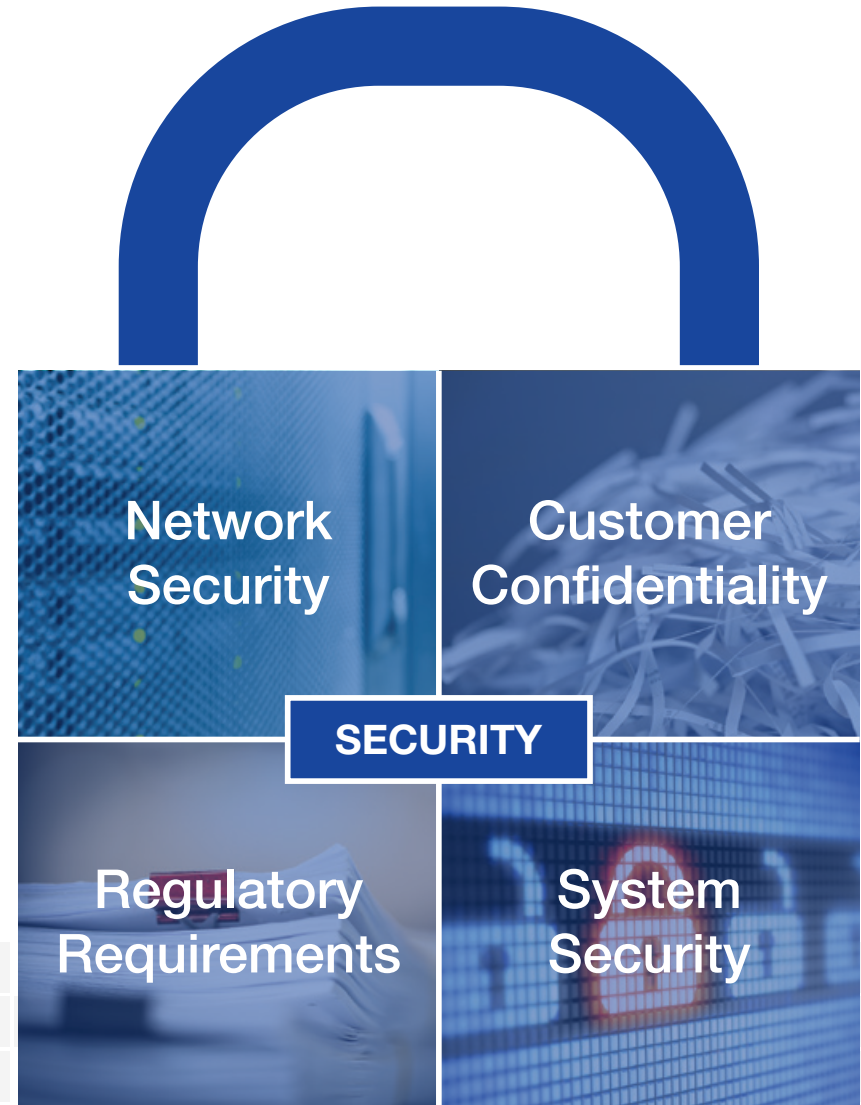 Network
Security
Customer
Confidentiality
SECURITY
Regulatory
Requirements
System
Security